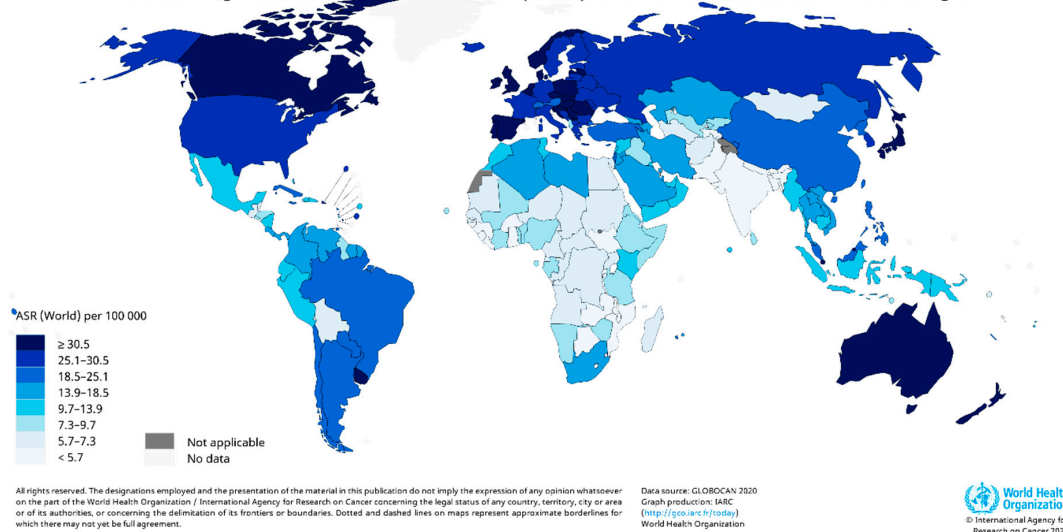 ASR (World) per 100 000
≥ 30.5
25.1–30.5
18.5–25.1
13.9–18.5
9.7–13.9
7.3–9.7
5.7–7.3
< 5.7
Not applicable
No data
All rights reserved. The designations employed and the presentation of the material in this publication do not imply the expression of any opinion whatsoever
on the part of the World Health Organization / International Agency for Research on Cancer concerning the legal status of any country, territory, city or area
or of its authorities, or concerning the delimitation of its frontiers or boundaries. Dotted and dashed lines on maps represent approximate borderlines for
which there may not yet be full agreement.
Data source: GLOBOCAN 2020
Graph production: IARC
(http://gco.iarc.fr/today)
World Health Organization
World Healt
Organizatio
© International Agency fo
Research on Cancer 202